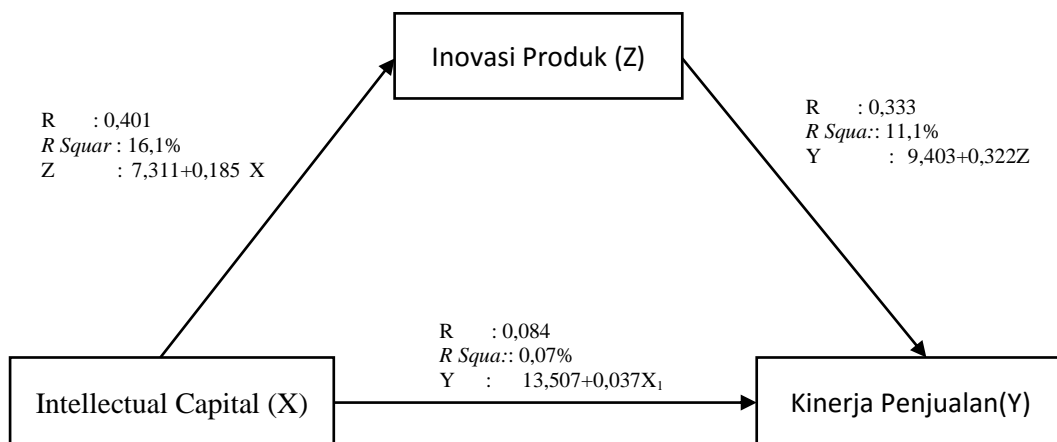 Inovasi Produk (Z)
R : 0,401
R Squar : 16,1%
Z : 7,311+0,185 X
R : 0,333
R Squa:: 11,1%
Y : 9,403+0,322Z
R : 0,084
R Squa:: 0,07%
Y : 13,507+0,037X₁
Intellectual Capital (X)
Kinerja Penjualan(Y)